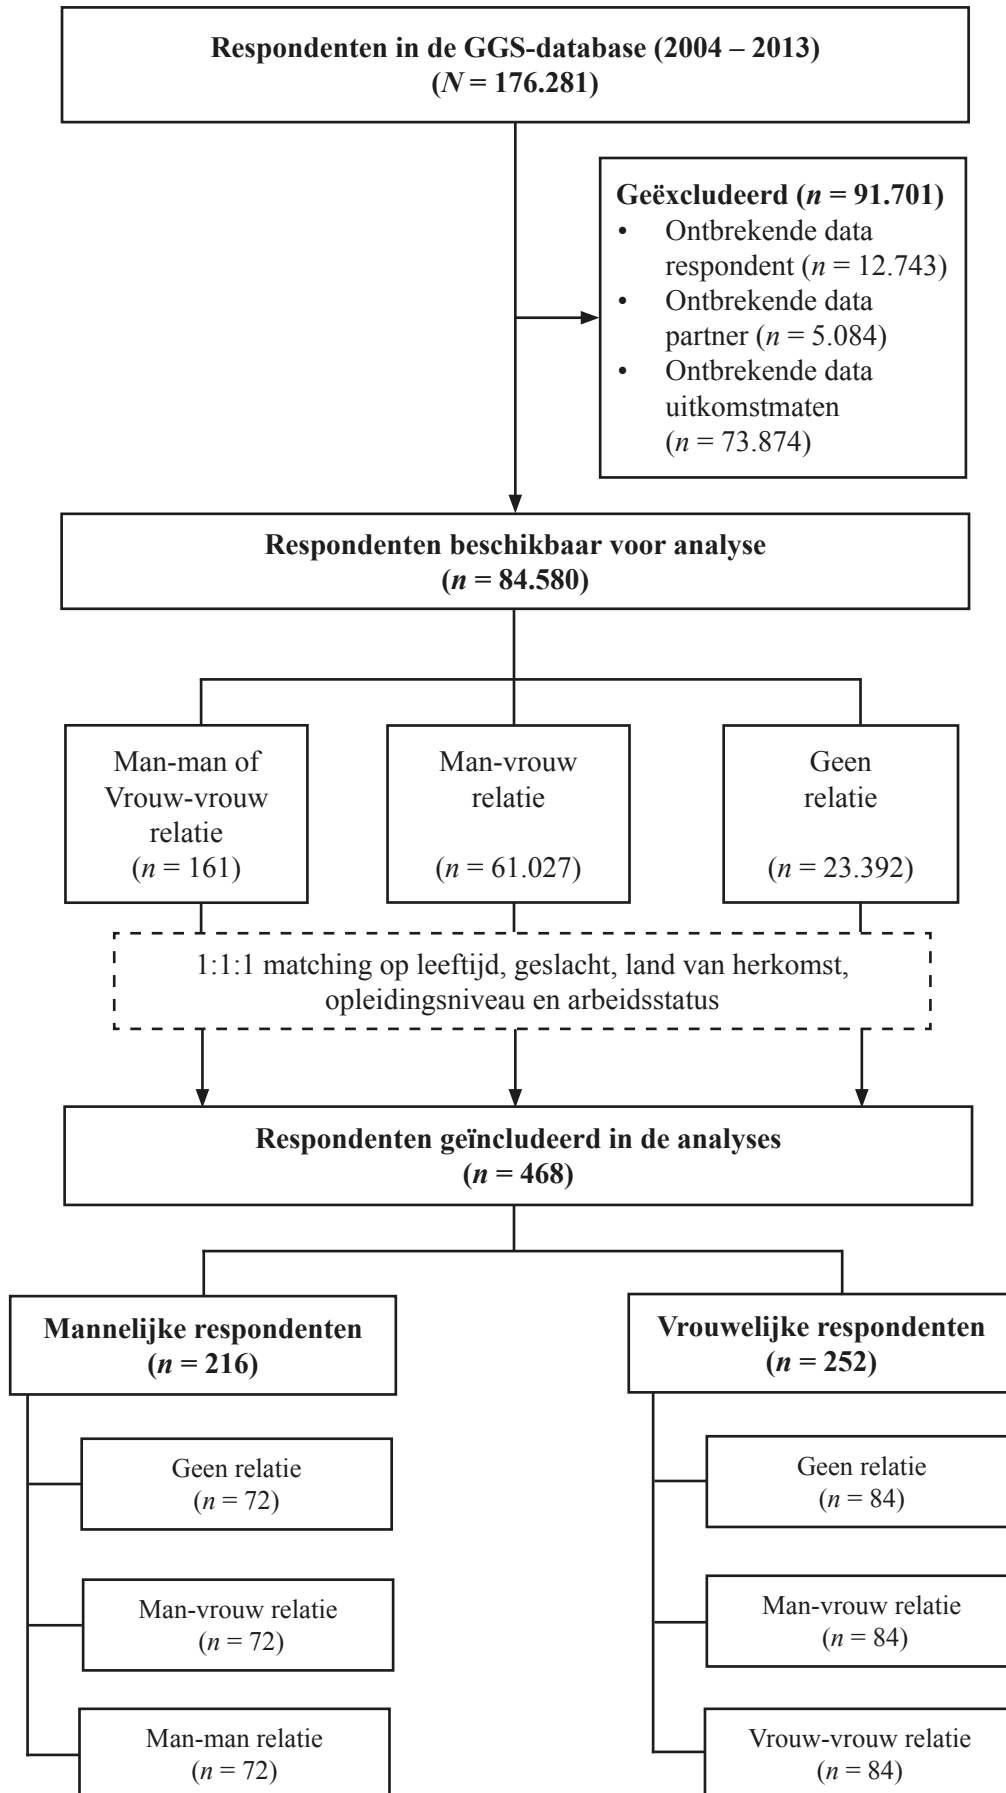 Respondenten in de GGS-database (2004 – 2013)
(N = 176.281)
Geëxcludeerd (n = 91.701)
• Ontbrekende data
respondent (n = 12.743)
• Ontbrekende data
partner (n = 5.084)
• Ontbrekende data
uitkomstmaten
(n = 73.874)
Respondenten beschikbaar voor analyse
(n = 84.580)
Man-man of
Vrouw-vrouw
relatie
(n = 161)
Man-vrouw
relatie
(n = 61.027)
Geen
relatie
(n = 23.392)
1:1:1 matching op leeftijd, geslacht, land van herkomst,
opleidingsniveau en arbeidsstatus
Respondenten geïncludeerd in de analyses
(n = 468)
Mannelijke respondenten
(n = 216)
Geen relatie
(n = 72)
Man-vrouw relatie
(n = 72)
Man-man relatie
(n = 72)
Vrouwelijke respondenten
(n = 252)
Geen relatie
(n = 84)
Man-vrouw relatie
(n = 84)
Vrouw-vrouw relatie
(n = 84)